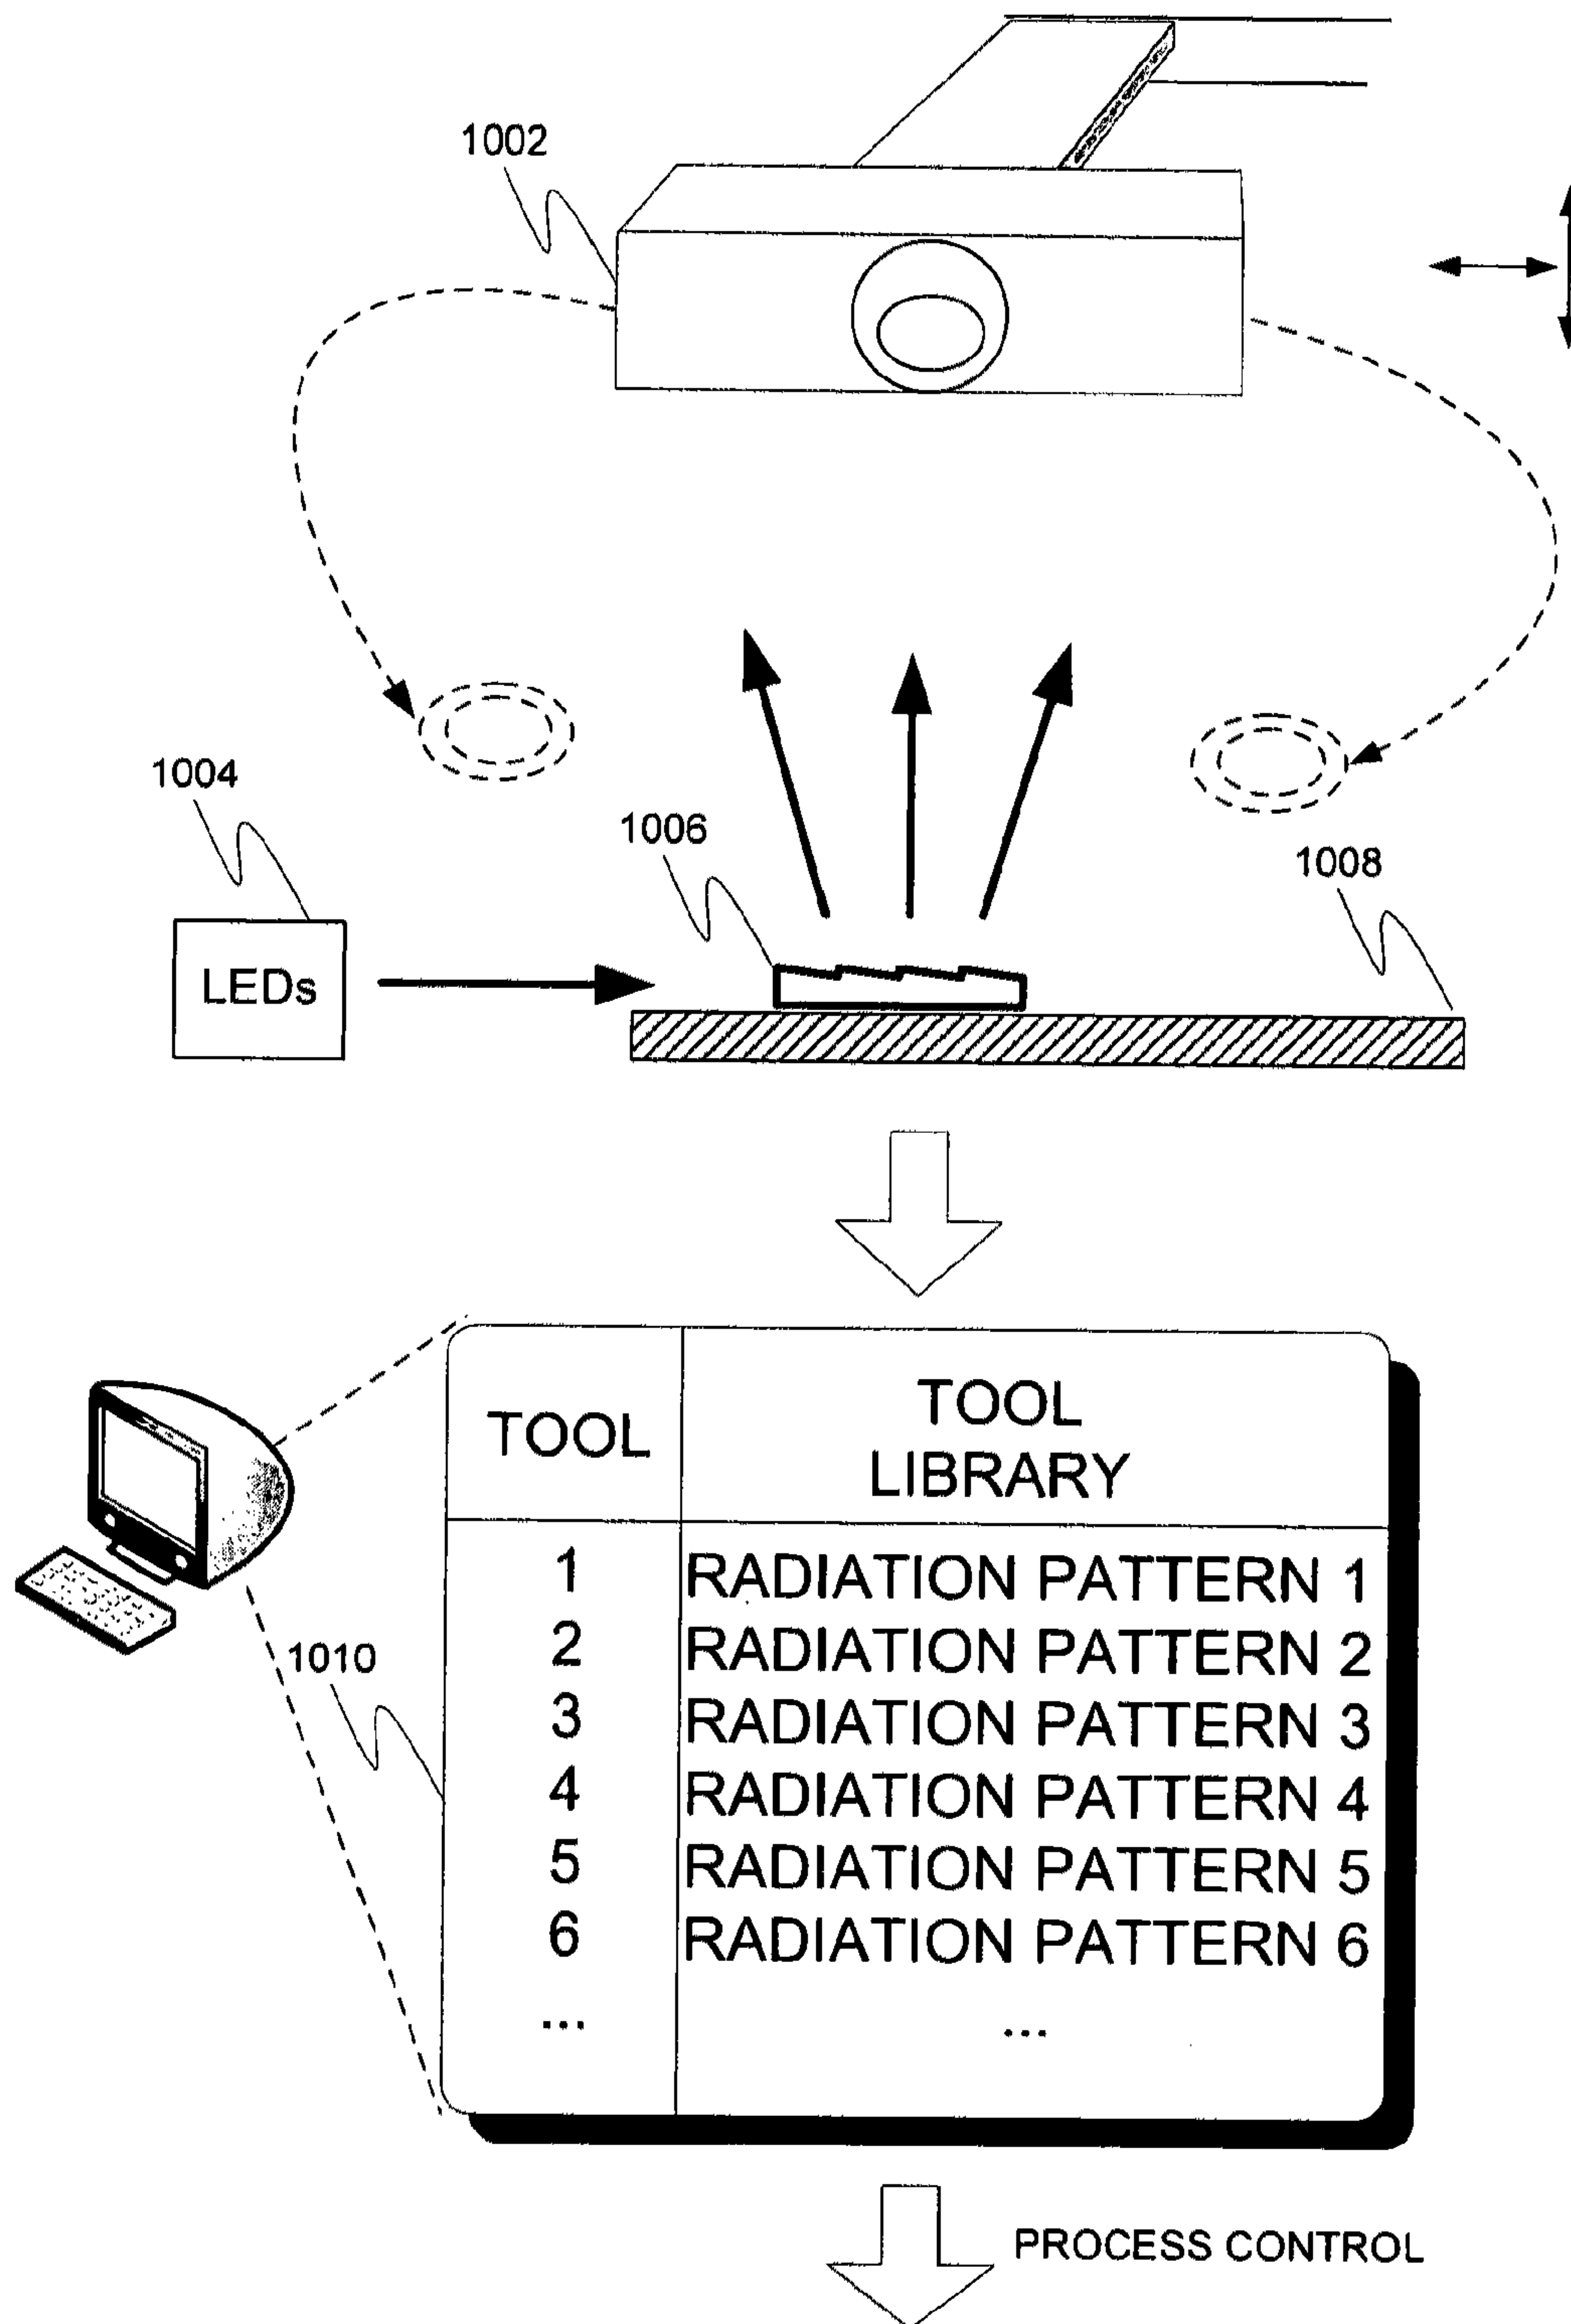 1002
1004
1006
1008
LEDs
TOOL
TOOL
LIBRARY
1 RADIATION PATTERN 1
2 RADIATION PATTERN 2
3 RADIATION PATTERN 3
4 RADIATION PATTERN 4
5 RADIATION PATTERN 5
6 RADIATION PATTERN 6
... ...
1010
PROCESS CONTROL